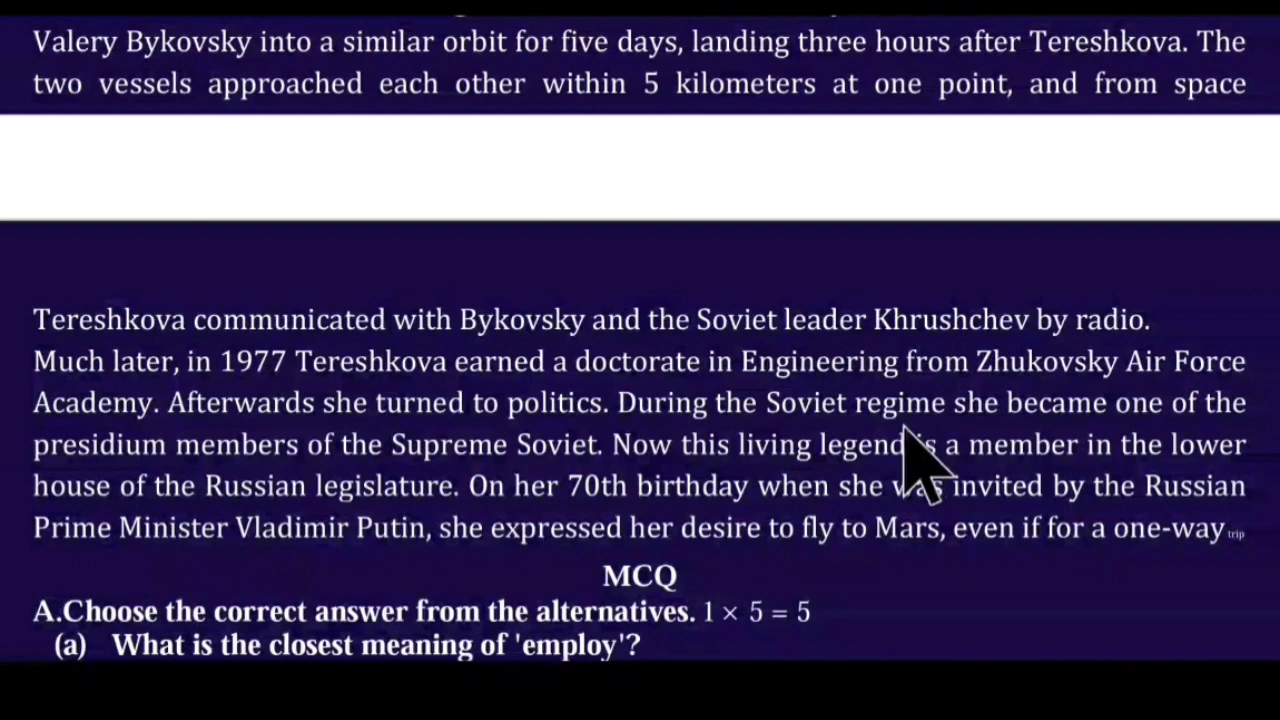 Valery Bykovsky into a similar orbit for five days, landing three hours after Tereshkova. The
two vessels approached each other within 5 kilometers at one point, and from space
Tereshkova communicated with Bykovsky and the Soviet leader Khrushchev by radio.
Much later, in 1977 Tereshkova earned a doctorate in Engineering from Zhukovsky Air Force
Academy. Afterwards she turned to politics. During the Soviet regime she became one of the
presidium members of the Supreme Soviet. Now this living legend is a member in the lower
house of the Russian legislature. On her 70th birthday when she was invited by the Russian
Prime Minister Vladimir Putin, she expressed her desire to fly to Mars, even if for a one-way trip
MCQ
A.Choose the correct answer from the alternatives. 1 × 5 = 5
(a) What is the closest meaning of 'employ'?